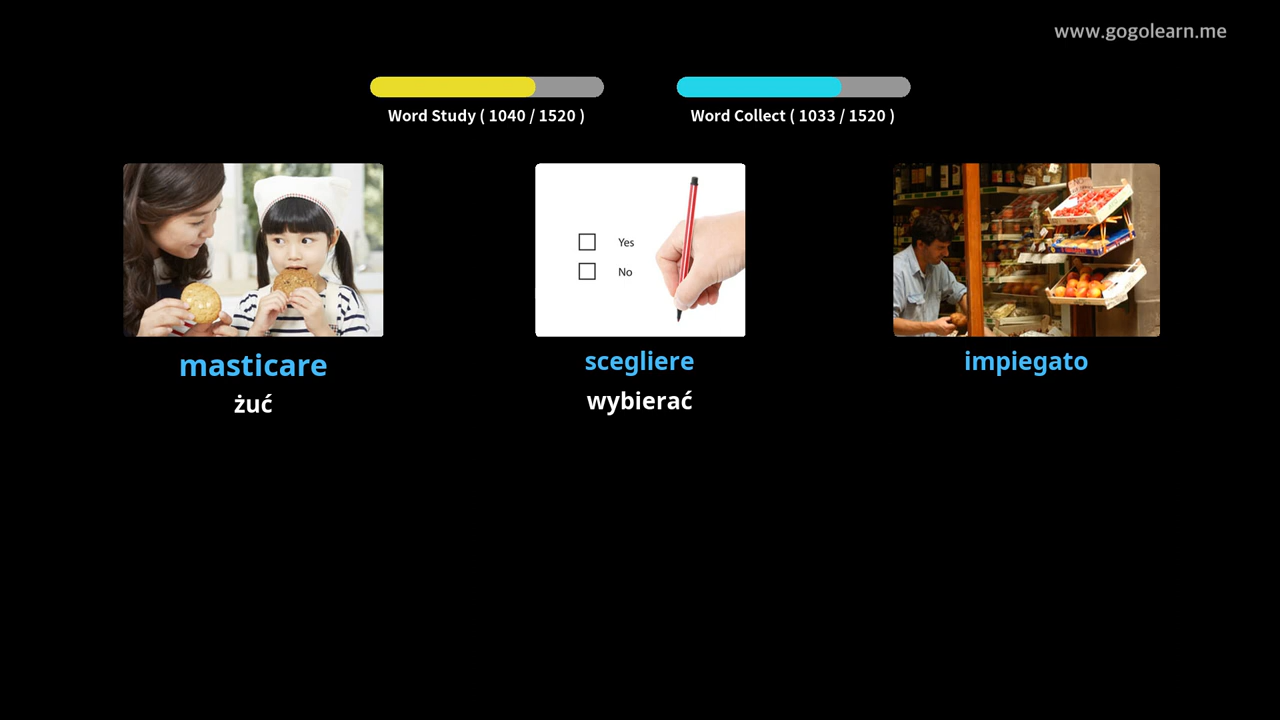 www.gogolearn.me
Word Study ( 1040 / 1520 )
Word Collect ( 1033 / 1520 )
Yes
No
masticare
żuć
scegliere
wybierać
impiegato